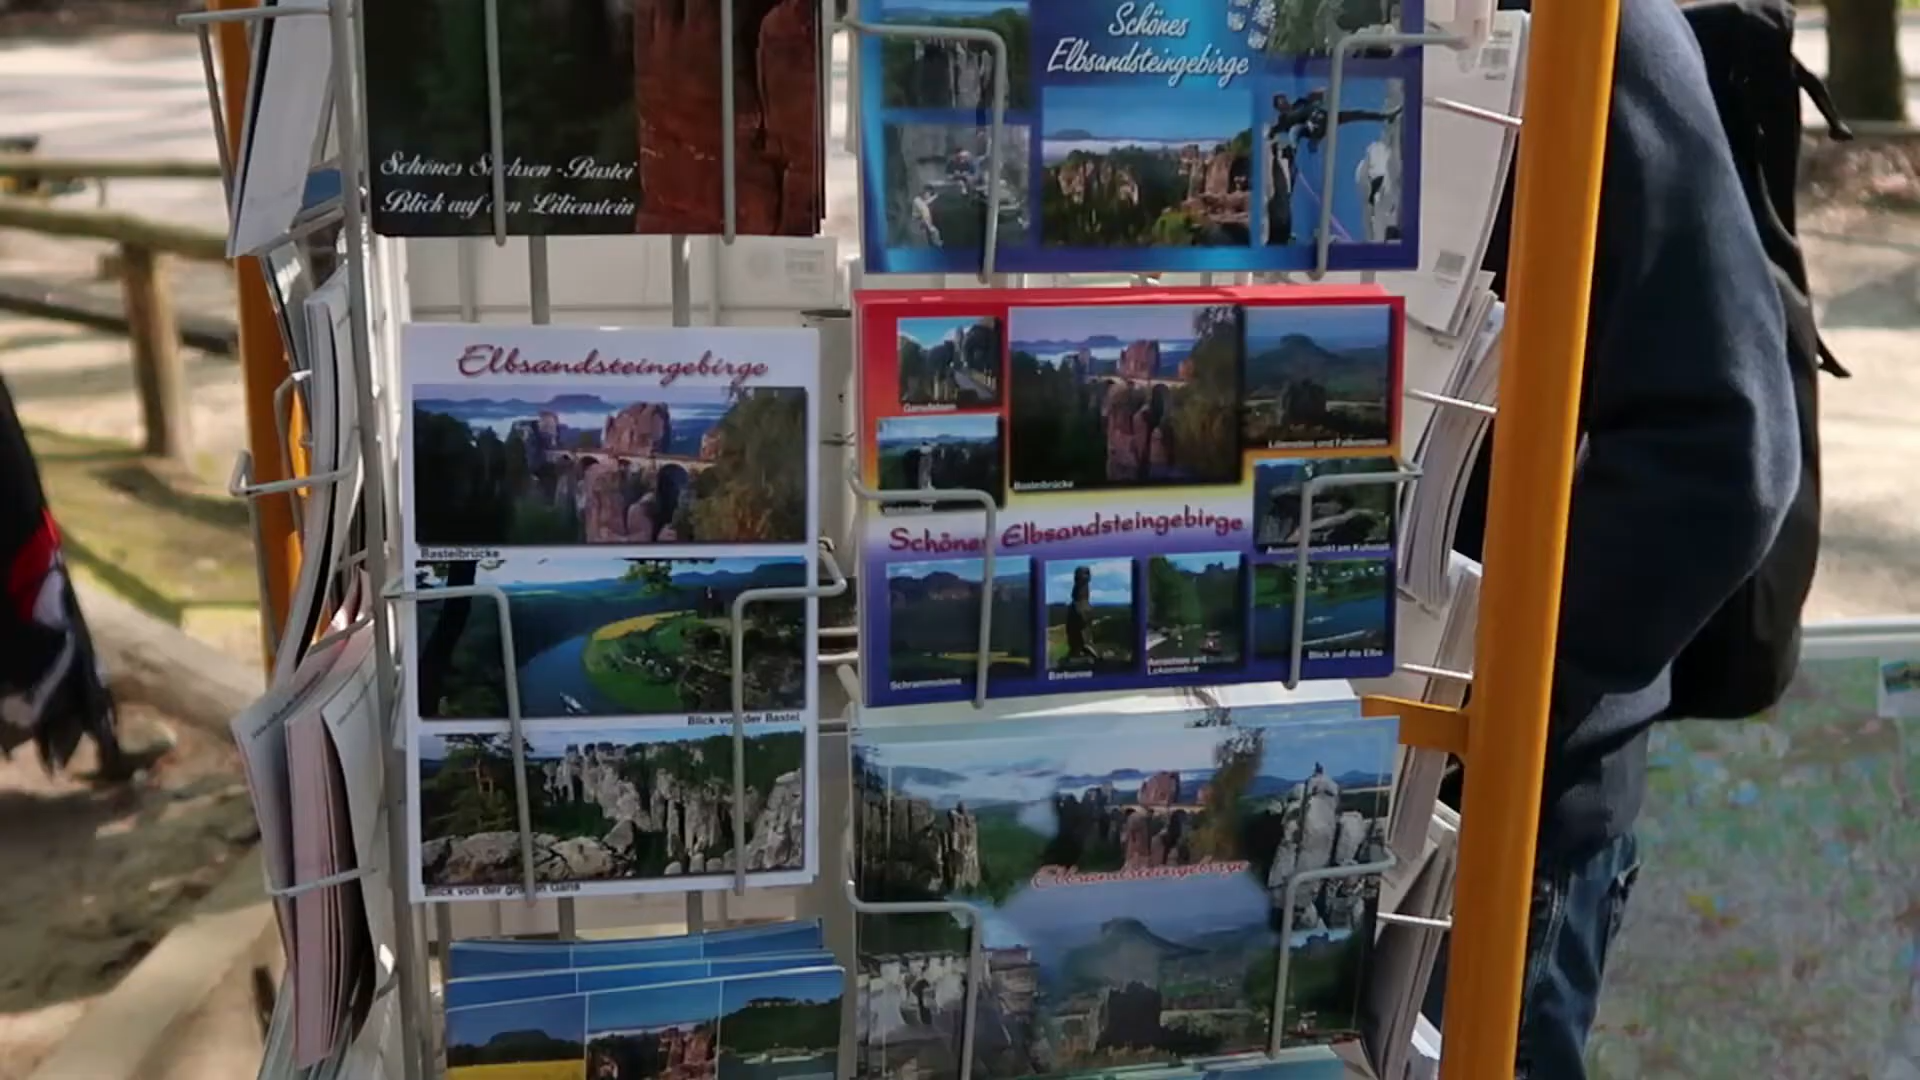 Schönes Sachsen - Bastei
Blick auf den Lilienstein
Schönes
Elbsandsteingebirge
Elbsandsteingebirge
Basteibrücke
Blick von der Bastei
Blick von der großen Gans
Basteibrücke
Lilienstein und Falkenstein
Schönes Elbsandsteingebirge
Schrammsteine
Barbarine
Blick auf die Elbe
Elbsandsteingebirge